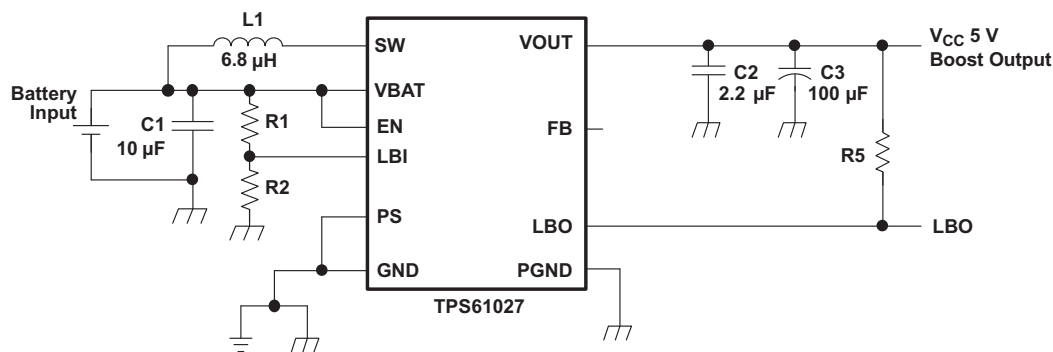 L1
6.8 µH
SW
VOUT
VCC 5 V
Boost Output
Battery
Input
VBAT
C2
2.2 µF
C3
100 µF
C1
10 µF
R1
EN
FB
LBI
R5
R2
PS
LBO
LBO
GND
PGND
TPS61027